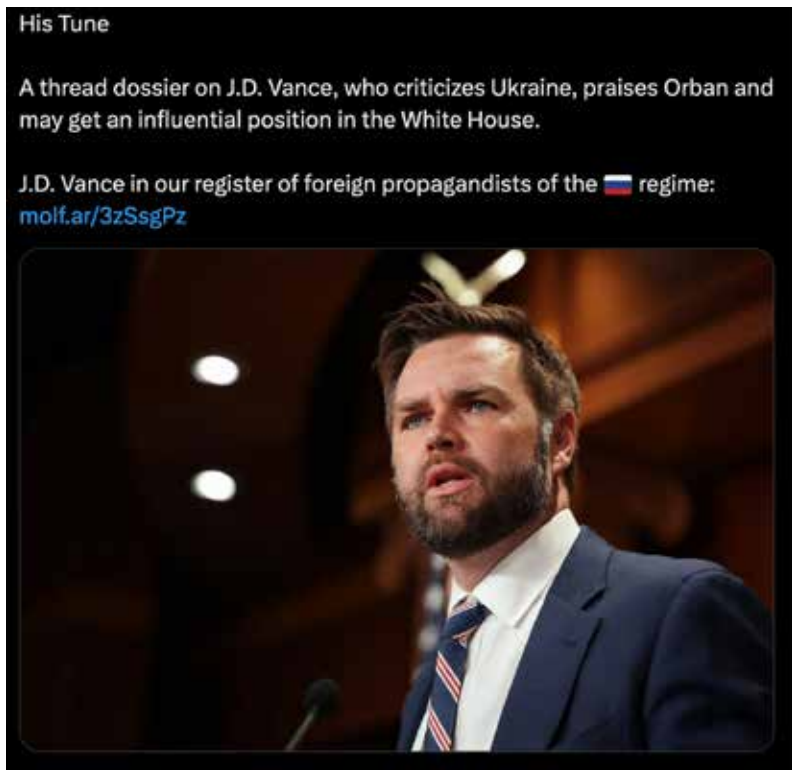 His Tune
A thread dossier on J.D. Vance, who criticizes Ukraine, praises Orban and
may get an influential position in the White House.
J.D. Vance in our register of foreign propagandists of the 🇷🇺 regime:
molf.ar/3zSsgPz